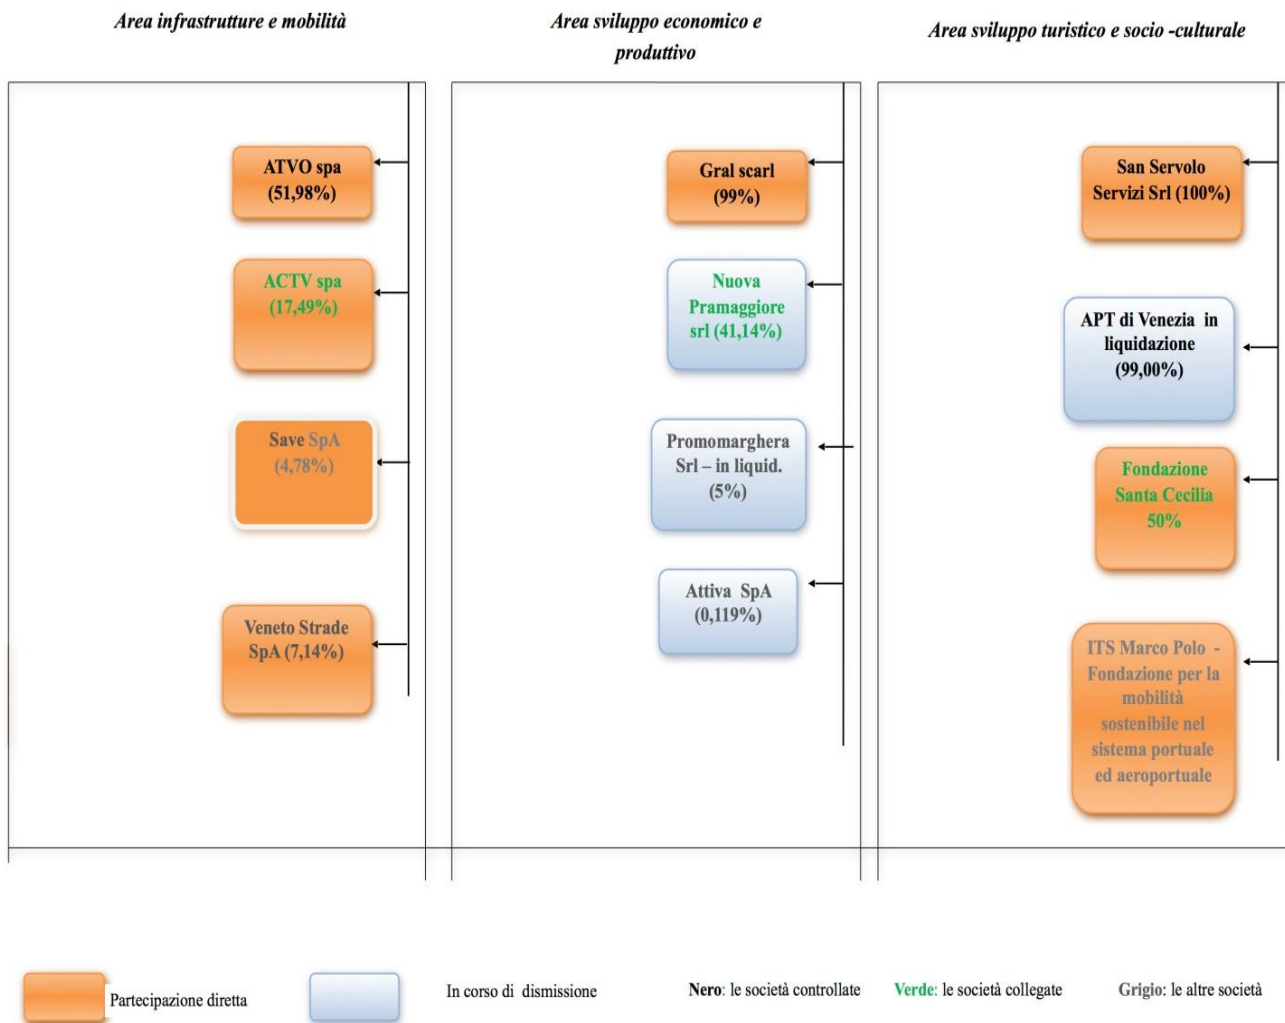 Area infrastrutture e mobilità
ATVO spa
(51,98%)
ACTV spa
(17,49%)
Save SpA
(4,78%)
Veneto Strade
SpA (7,14%)
Area sviluppo economico e
produttivo
Gral scarl
(99%)
Nuova
Pramaggiore
srl (41,14%)
Promomarghera
Srl – in liquid.
(5%)
Attiva SpA
(0,119%)
Area sviluppo turistico e socio -culturale
San Servolo
Servizi Srl (100%)
APT di Venezia in
liquidazione
(99,00%)
Fondazione
Santa Cecilia
50%
ITS Marco Polo -
Fondazione per la
mobilità
sostenibile nel
sistema portuale
ed aeroportuale
Partecipazione diretta
In corso di dismissione
Nero: le società controllate
Verde: le società collegate
Grigio: le altre società